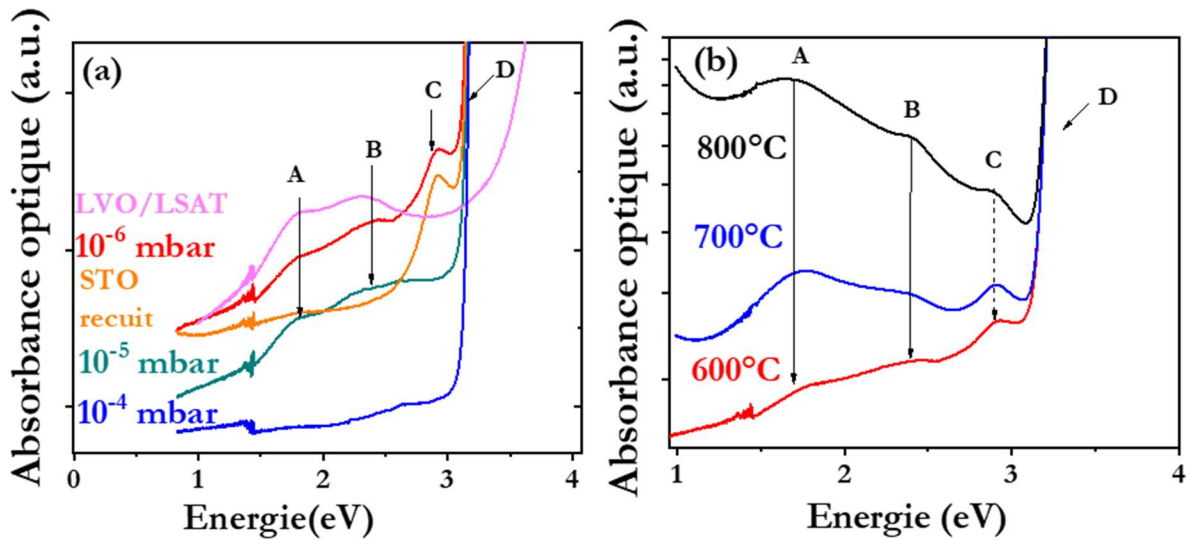 Absorbance optique (a.u.)
(a)
A
B
C
D
LVO/LSAT
10⁻⁶ mbar
STO
recuit
10⁻⁵ mbar
10⁻⁴ mbar
0
1
2
3
4
Energie(eV)
Absorbance optique (a.u.)
(b)
A
B
C
D
800°C
700°C
600°C
1
2
3
4
Energie (eV)